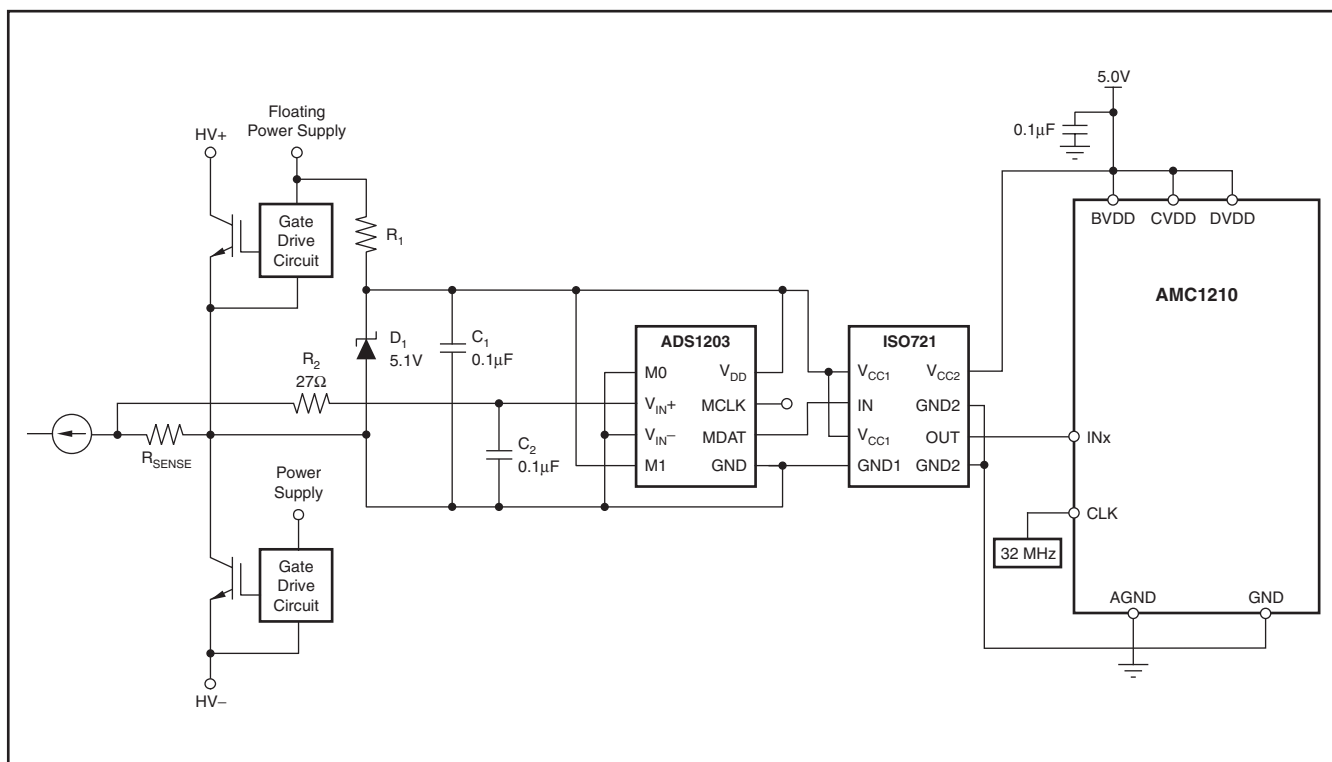 5.0V
0.1μF
Floating
Power Supply
HV+
Gate
Drive
Circuit
R1
BVDD CVDD DVDD
AMC1210
D1
5.1V
C1
0.1μF
R2
27Ω
RSENSE
C2
0.1μF
ADS1203
M0 VDD
VIN+ MCLK
VIN− MDAT
M1 GND
ISO721
VCC1 VCC2
IN GND2
VCC1 OUT
GND1 GND2
INx
CLK
32 MHz
AGND GND
Power
Supply
Gate
Drive
Circuit
HV−